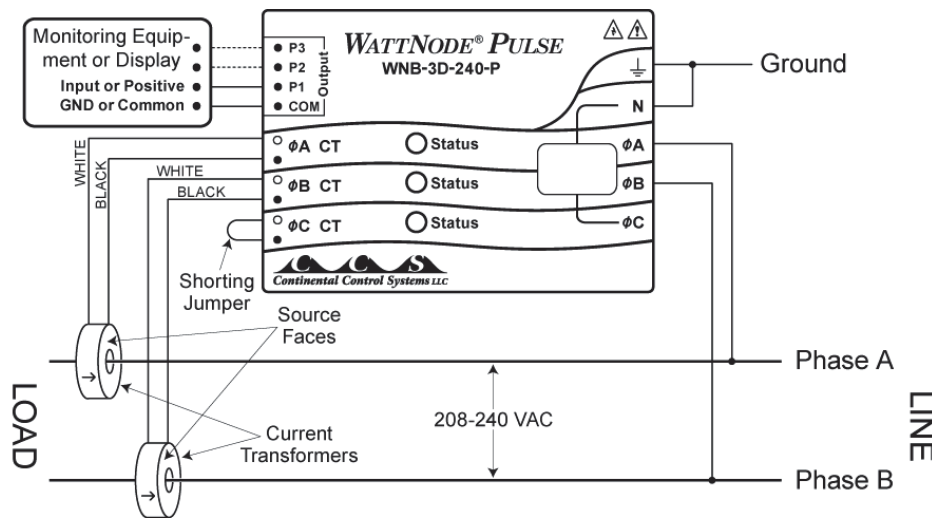 Monitoring Equip-
ment or Display
Input or Positive
GND or Common
P3
P2
P1
COM
Output
WATTNODE® PULSE
WNB-3D-240-P
Ground
N
ϕA CT
Status
ϕA
ϕB CT
Status
ϕB
ϕC CT
Status
ϕC
WHITE
BLACK
WHITE
BLACK
Shorting
Jumper
CCS
Continental Control Systems LLC
Source
Faces
Phase A
LOAD
208-240 VAC
LINE
Current
Transformers
Phase B